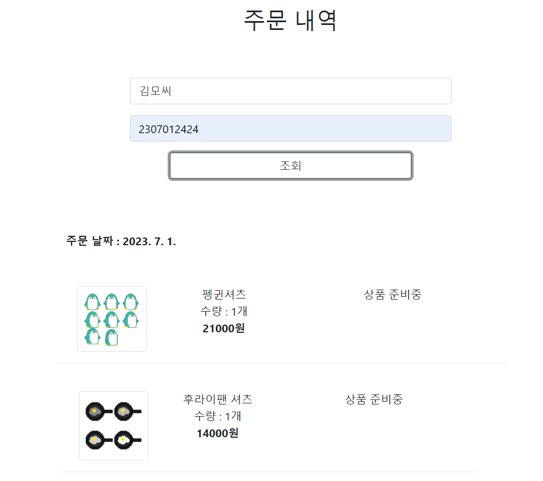 주문 내역
김모씨
2307012424
조회
주문 날짜 : 2023. 7. 1.
펭귄셔츠
상품 준비중
수량 : 1개
21000원
후라이팬 셔츠
상품 준비중
수량 : 1개
14000원